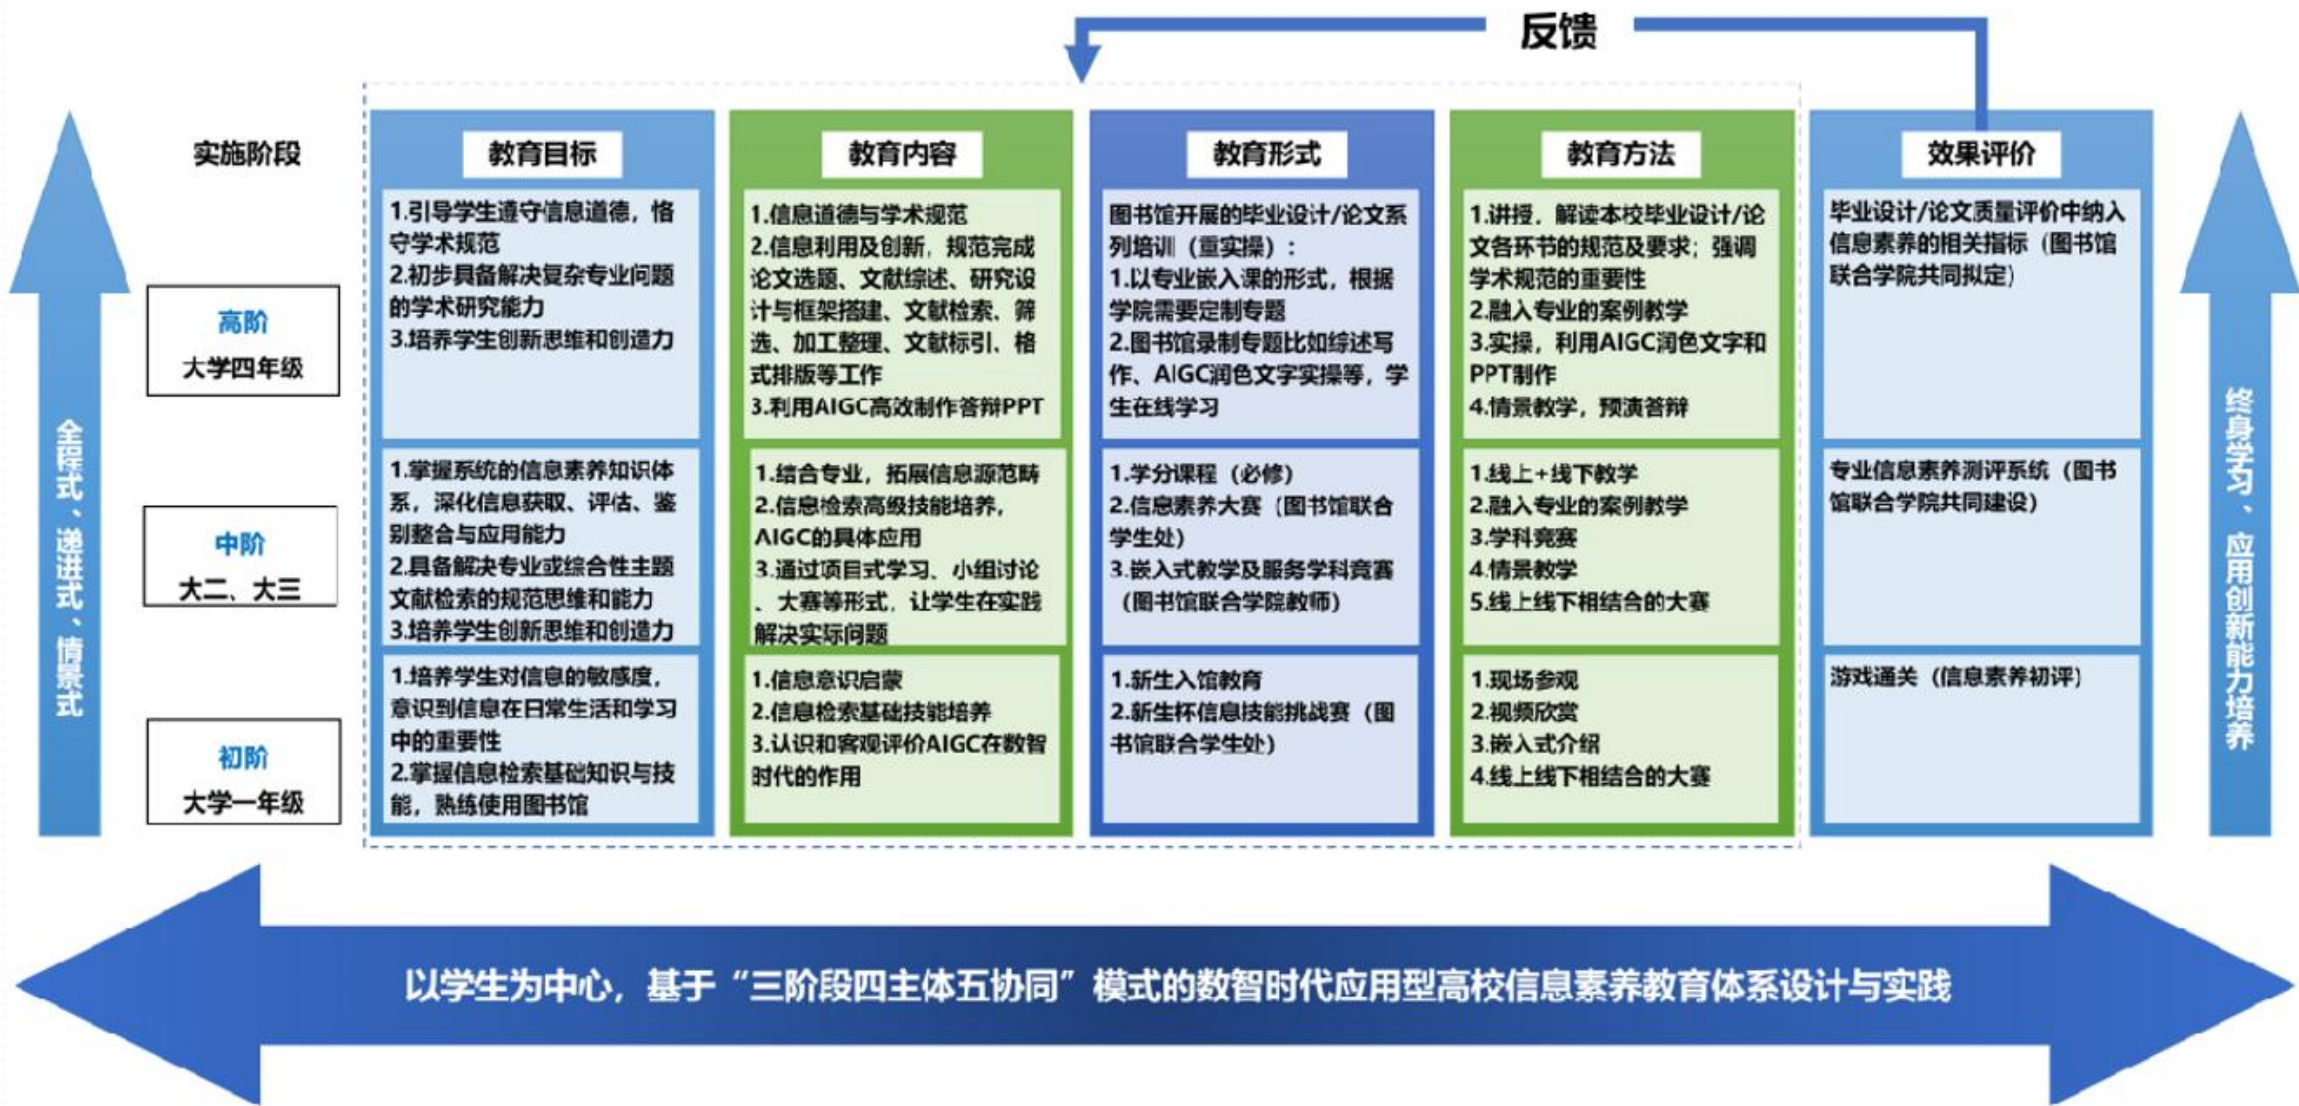 反馈
实施阶段
教育目标
教育内容
教育形式
教育方法
效果评价
高阶
大学四年级
1.引导学生遵守信息道德，恪
守学术规范
2.初步具备解决复杂专业问题
的学术研究能力
3.培养学生创新思维和创造力
1.信息道德与学术规范
2.信息利用及创新，规范完成
论文选题、文献综述、研究设
计与框架搭建、文献检索、筛
选、加工整理、文献标引、格
式排版等工作
3.利用AIGC高效制作答辩PPT
图书馆开展的毕业设计/论文系
列培训（重实操）：
1.以专业嵌入课的形式，根据
学院需要定制专题
2.图书馆录制专题比如综述写
作、AIGC润色文字实操等，学
生在线学习
1.讲授，解读本校毕业设计/论
文各环节的规范及要求；强调
学术规范的重要性
2.融入专业的案例教学
3.实操，利用AIGC润色文字和
PPT制作
4.情景教学，预演答辩
毕业设计/论文质量评价中纳入
信息素养的相关指标（图书馆
联合学院共同拟定）
中阶
大二、大三
1.掌握系统的信息素养知识体
系，深化信息获取、评估、鉴
别整合与应用能力
2.具备解决专业或综合性主题
文献检索的规范思维和能力
3.培养学生创新思维和创造力
1.结合专业，拓展信息源范畴
2.信息检索高级技能培养，
AIGC的具体应用
3.通过项目式学习、小组讨论
、大赛等形式，让学生在实践
解决实际问题
1.学分课程（必修）
2.信息素养大赛（图书馆联合
学生处）
3.嵌入式教学及服务学科竞赛
（图书馆联合学院教师）
1.线上+线下教学
2.融入专业的案例教学
3.学科竞赛
4.情景教学
5.线上线下相结合的大赛
专业信息素养测评系统（图书
馆联合学院共同建设）
初阶
大学一年级
1.培养学生对信息的敏感度，
意识到信息在日常生活和学习
中的重要性
2.掌握信息检索基础知识与技
能，熟练使用图书馆
1.信息意识启蒙
2.信息检索基础技能培养
3.认识和客观评价AIGC在数智
时代的作用
1.新生入馆教育
2.新生杯信息技能挑战赛（图
书馆联合学生处）
1.现场参观
2.视频欣赏
3.嵌入式介绍
4.线上线下相结合的大赛
游戏通关（信息素养初评）
全程式、递进式、情景式
终身学习、应用创新能力培养
以学生为中心，基于“三阶段四主体五协同”模式的数智时代应用型高校信息素养教育体系设计与实践